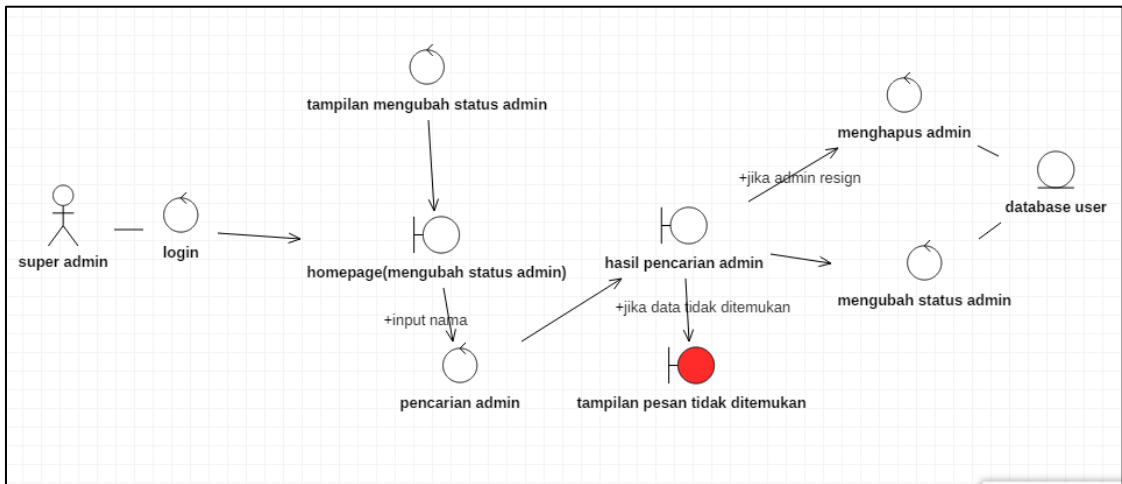 tampilan mengubah status admin
menghapus admin
+jika admin resign
database user
super admin
login
homepage(mengubah status admin)
hasil pencarian admin
mengubah status admin
+input nama
+jika data tidak ditemukan
pencarian admin
tampilan pesan tidak ditemukan